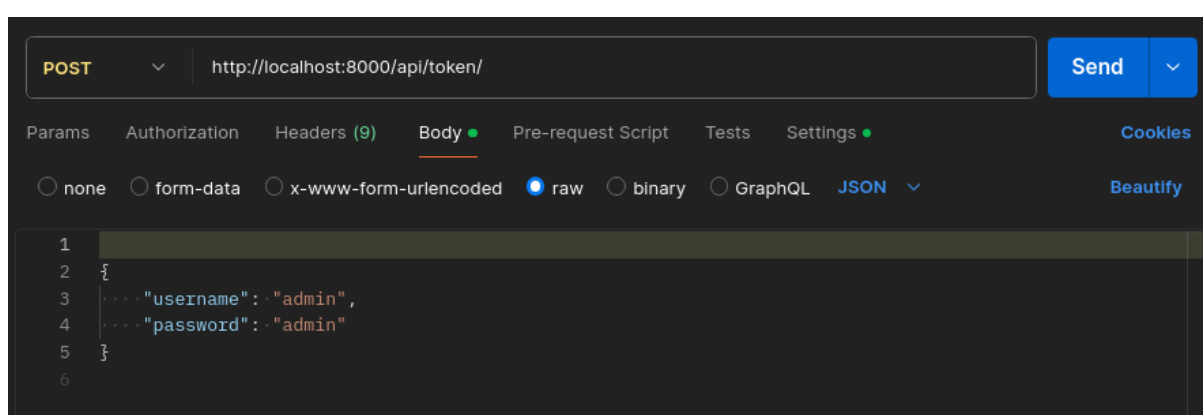 POST http://localhost:8000/api/token/ Send
Params Authorization Headers (9) Body Pre-request Script Tests Settings Cookies
none form-data x-www-form-urlencoded raw binary GraphQL JSON Beautify
1
2 {
3 "username": "admin",
4 "password": "admin"
5 }
6